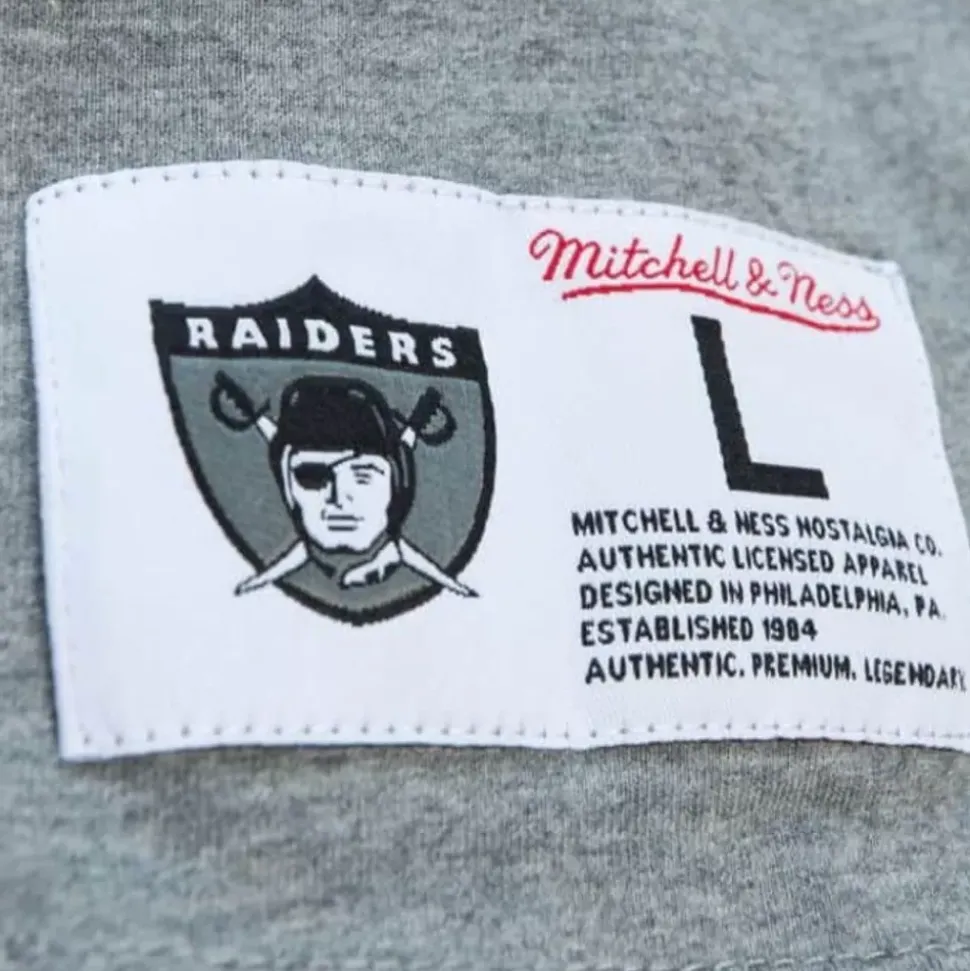 RAIDERS
Mitchell & Ness
L
MITCHELL & NESS NOSTALGIA CO.
AUTHENTIC LICENSED APPAREL
DESIGNED IN PHILADELPHIA, PA.
ESTABLISHED 1904
AUTHENTIC. PREMIUM. LEGENDARY